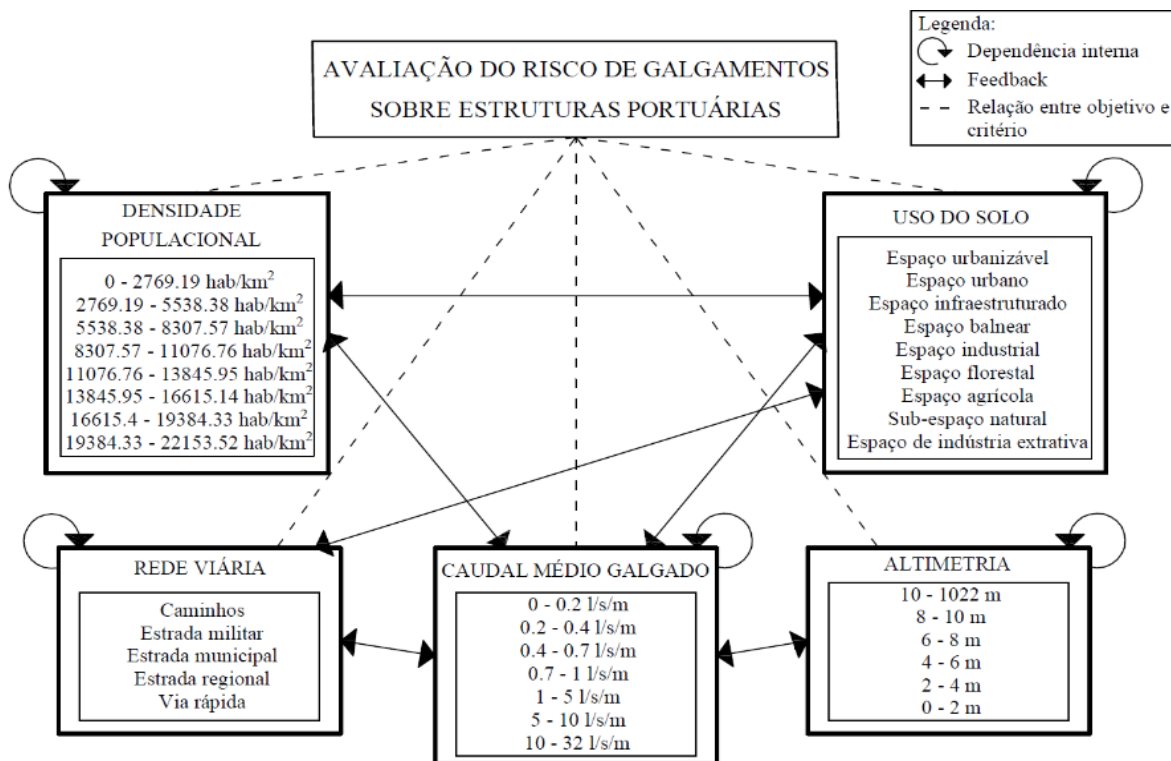 Legenda:
Dependência interna
Feedback
Relação entre objetivo e
critério
AVALIAÇÃO DO RISCO DE GALGAMENTOS
SOBRE ESTRUTURAS PORTUÁRIAS
DENSIDADE
POPULACIONAL
0 - 2769.19 hab/km²
2769.19 - 5538.38 hab/km²
5538.38 - 8307.57 hab/km²
8307.57 - 11076.76 hab/km²
11076.76 - 13845.95 hab/km²
13845.95 - 16615.14 hab/km²
16615.4 - 19384.33 hab/km²
19384.33 - 22153.52 hab/km²
USO DO SOLO
Espaço urbanizável
Espaço urbano
Espaço infraestruturado
Espaço balnear
Espaço industrial
Espaço florestal
Espaço agrícola
Sub-espaço natural
Espaço de indústria extrativa
REDE VIÁRIA
Caminhos
Estrada militar
Estrada municipal
Estrada regional
Via rápida
CAUDAL MÉDIO GALGADO
0 - 0.2 l/s/m
0.2 - 0.4 l/s/m
0.4 - 0.7 l/s/m
0.7 - 1 l/s/m
1 - 5 l/s/m
5 - 10 l/s/m
10 - 32 l/s/m
ALTIMETRIA
10 - 1022 m
8 - 10 m
6 - 8 m
4 - 6 m
2 - 4 m
0 - 2 m